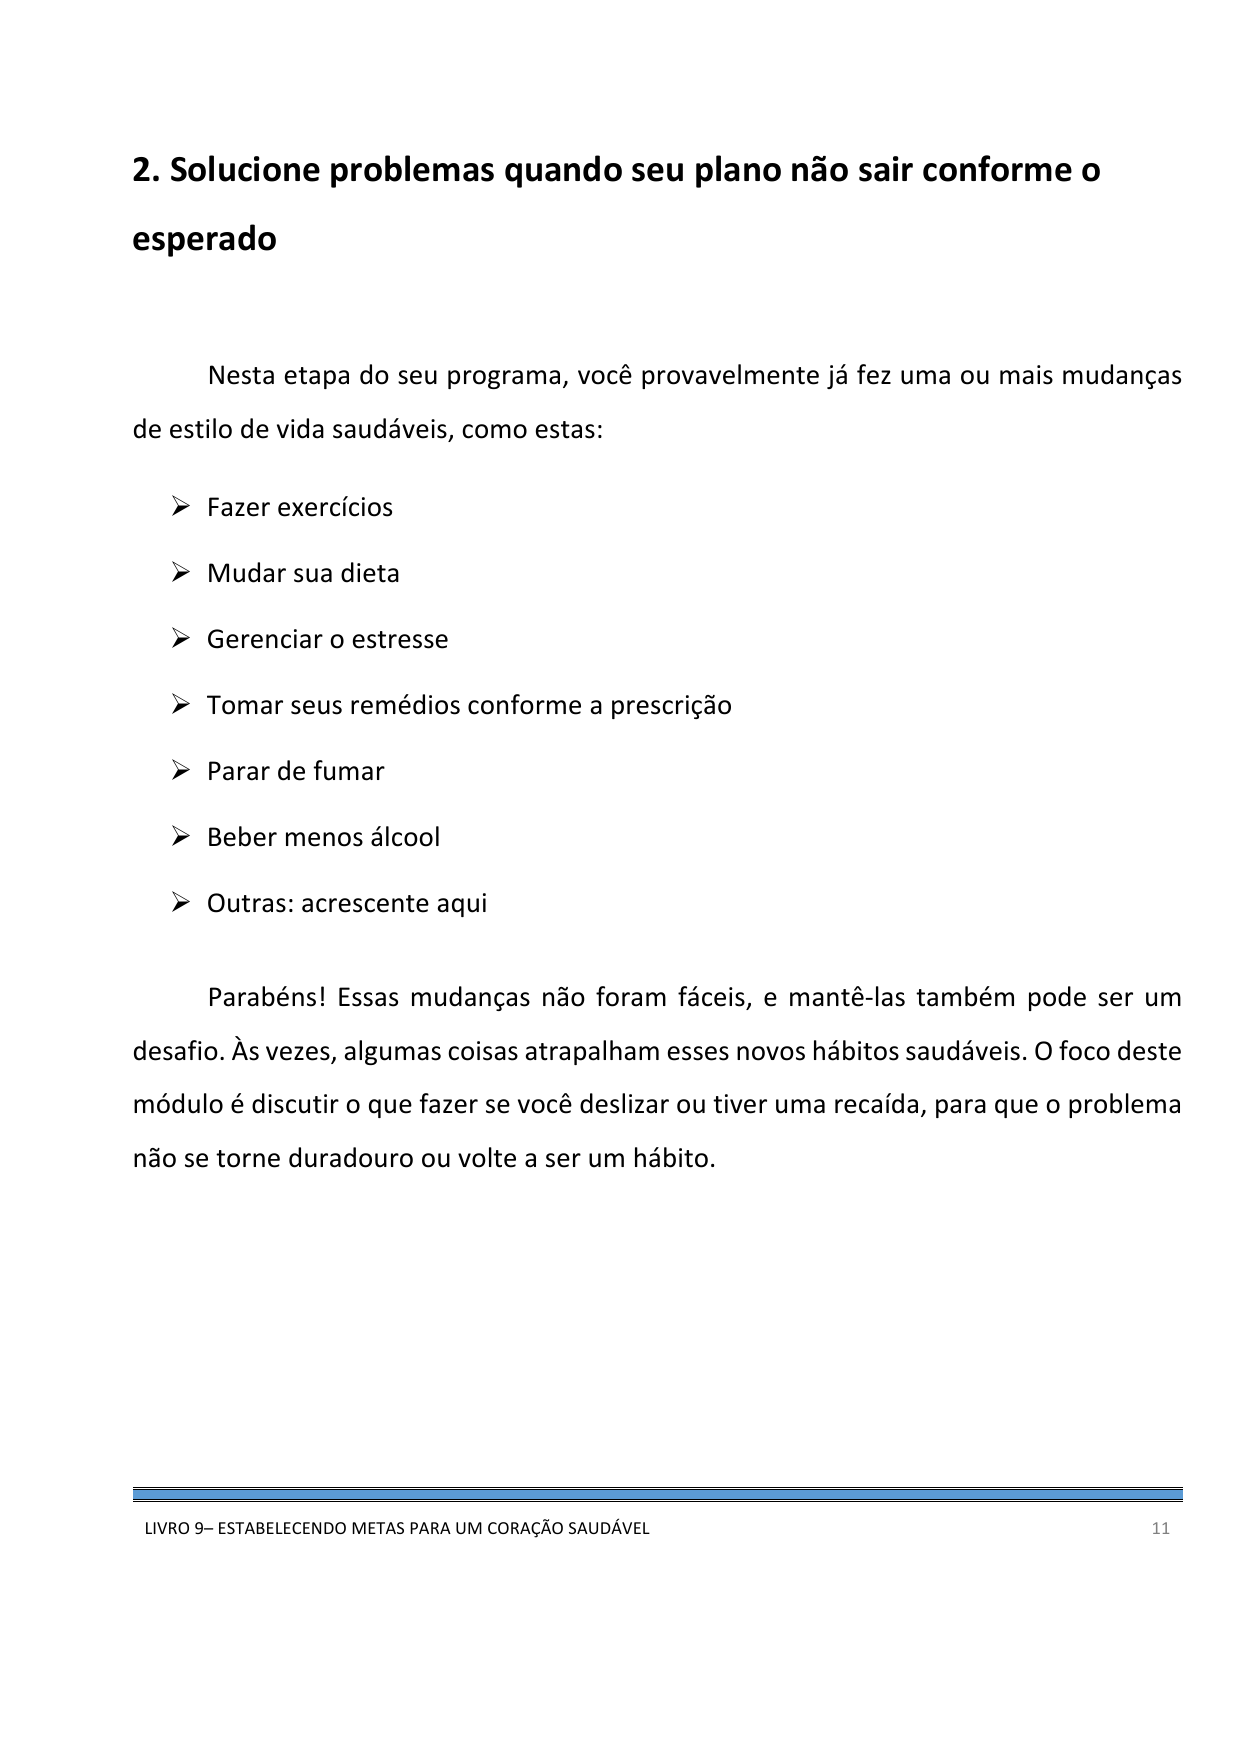 2. Solucione problemas quando seu plano não sair conforme o
esperado
Nesta etapa do seu programa, você provavelmente já fez uma ou mais mudanças
de estilo de vida saudáveis, como estas:
➢ Fazer exercícios
➢ Mudar sua dieta
➢ Gerenciar o estresse
➢ Tomar seus remédios conforme a prescrição
➢ Parar de fumar
➢ Beber menos álcool
➢ Outras: acrescente aqui
Parabéns! Essas mudanças não foram fáceis, e mantê-las também pode ser um
desafio. Às vezes, algumas coisas atrapalham esses novos hábitos saudáveis. O foco deste
módulo é discutir o que fazer se você deslizar ou tiver uma recaída, para que o problema
não se torne duradouro ou volte a ser um hábito.
LIVRO 9– ESTABELECENDO METAS PARA UM CORAÇÃO SAUDÁVEL 11